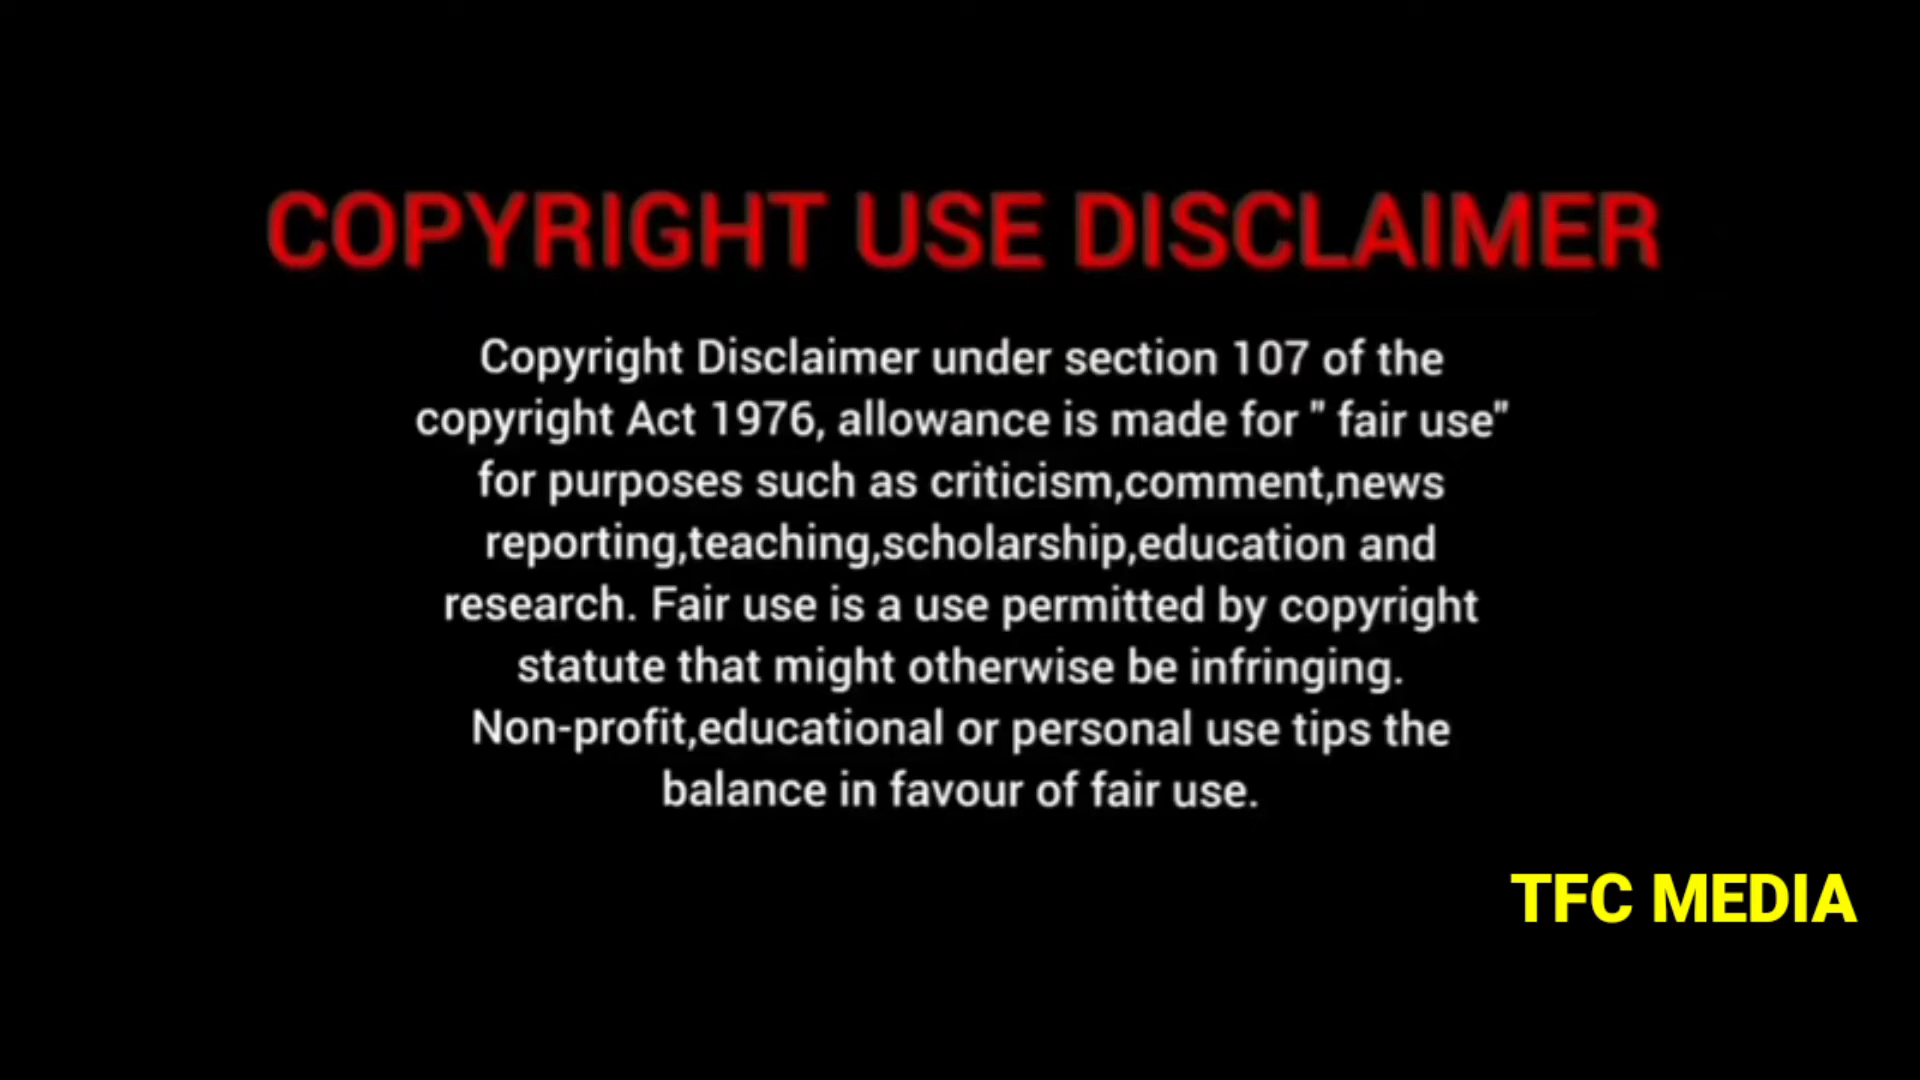 COPYRIGHT USE DISCLAIMER
Copyright Disclaimer under section 107 of the
copyright Act 1976, allowance is made for " fair use"
for purposes such as criticism,comment,news
reporting,teaching,scholarship,education and
research. Fair use is a use permitted by copyright
statute that might otherwise be infringing.
Non-profit,educational or personal use tips the
balance in favour of fair use.
TFC MEDIA